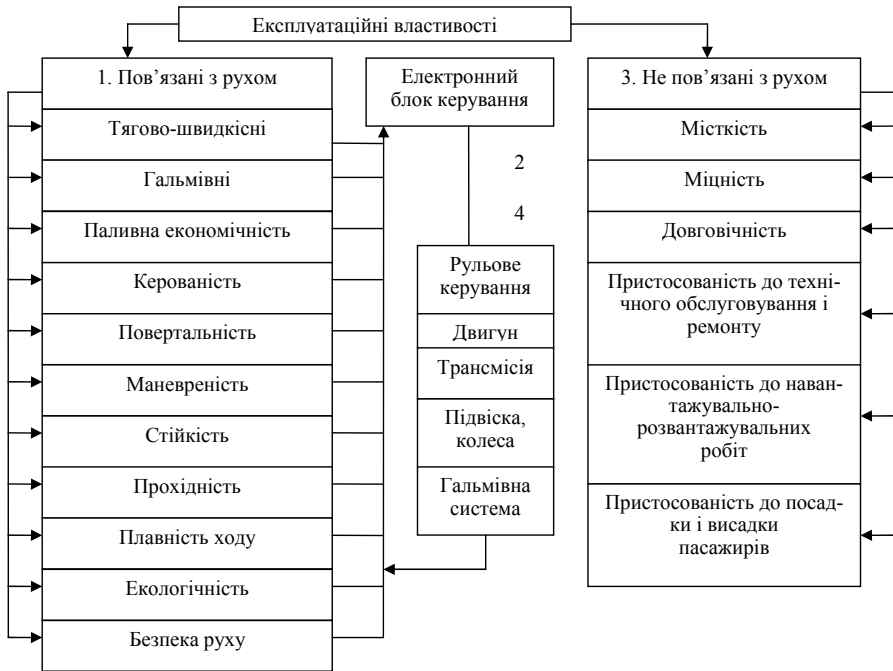 Експлуатаційні властивості
1. Пов’язані з рухом
Тягово-швидкісні
Гальмівні
Паливна економічність
Керованість
Повертальність
Маневреність
Стійкість
Прохідність
Плавність ходу
Екологічність
Безпека руху
Електронний
блок керування
2
4
Рульове
керування
Двигун
Трансмісія
Підвіска,
колеса
Гальмівна
система
3. Не пов’язані з рухом
Місткість
Міцність
Довговічність
Пристосованість до техні-
чного обслуговування і
ремонту
Пристосованість до наван-
тажувально-
розвантажувальних
робіт
Пристосованість до посад-
ки і висадки
пасажирів